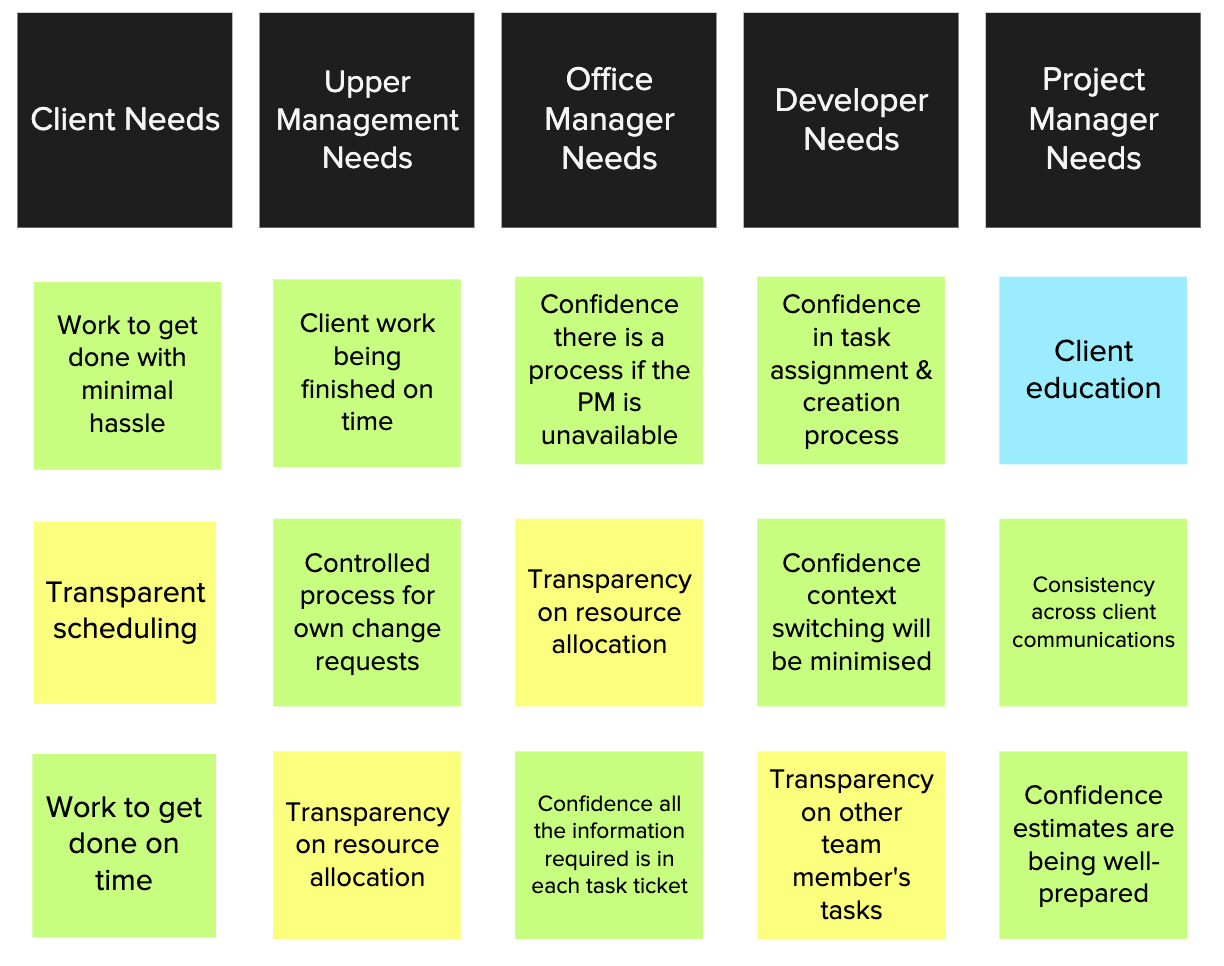 Client Needs
Upper
Management
Needs
Office
Manager
Needs
Developer
Needs
Project
Manager
Needs
Work to get
done with
minimal
hassle
Client work
being
finished on
time
Confidence
there is a
process if the
PM is
unavailable
Confidence
in task
assignment &
creation
process
Client
education
Transparent
scheduling
Controlled
process for
own change
requests
Transparency
on resource
allocation
Confidence
context
switching will
be minimised
Consistency
across client
communications
Work to get
done on
time
Transparency
on resource
allocation
Confidence all
the information
required is in
each task ticket
Transparency
on other
team
member's
tasks
Confidence
estimates are
being well-
prepared